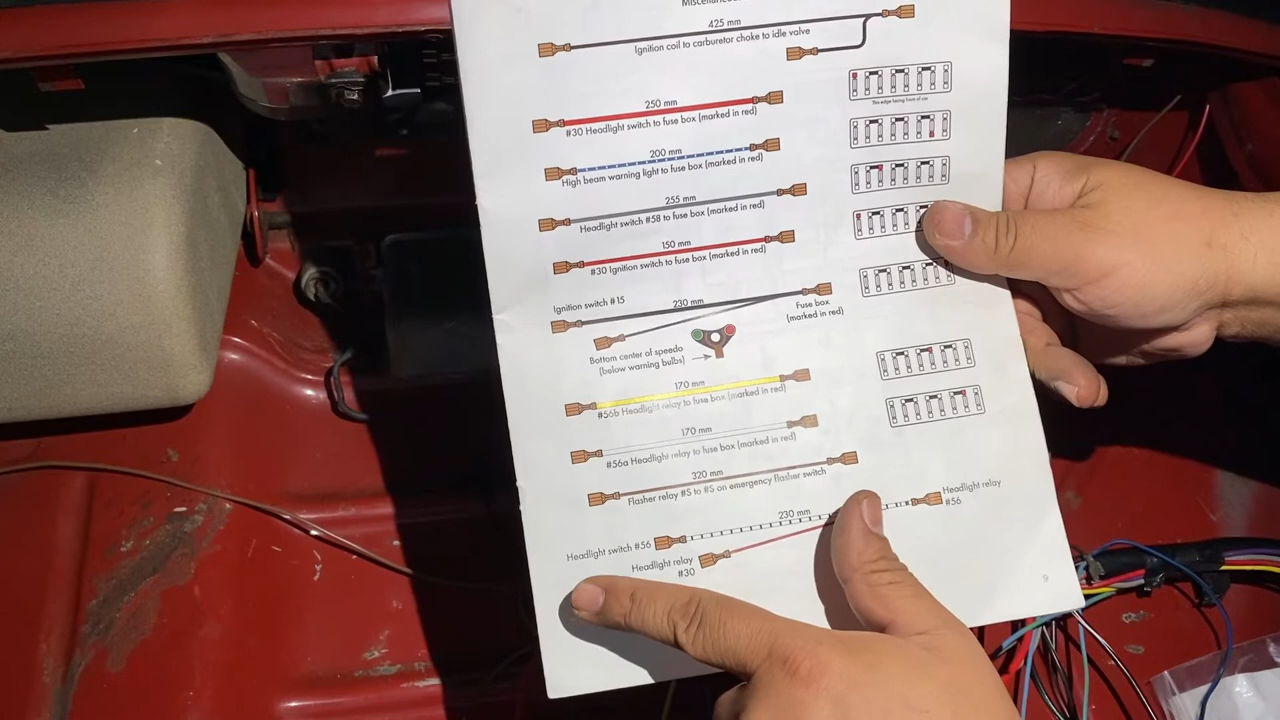 425 mm
Ignition coil to carburetor choke to idle valve
250 mm
#30 Headlight switch to fuse box (marked in red)
This edge facing front of car
200 mm
High beam warning light to fuse box (marked in red)
255 mm
Headlight switch #58 to fuse box (marked in red)
150 mm
#30 Ignition switch to fuse box (marked in red)
Ignition switch #15
230 mm
Fuse box
(marked in red)
Bottom center of speedo
(below warning bulbs)
170 mm
#56b Headlight relay to fuse box (marked in red)
170 mm
#56a Headlight relay to fuse box (marked in red)
320 mm
Flasher relay #S to #S on emergency flasher switch
230 mm
Headlight relay
#56
Headlight switch #56
Headlight relay
#30
9